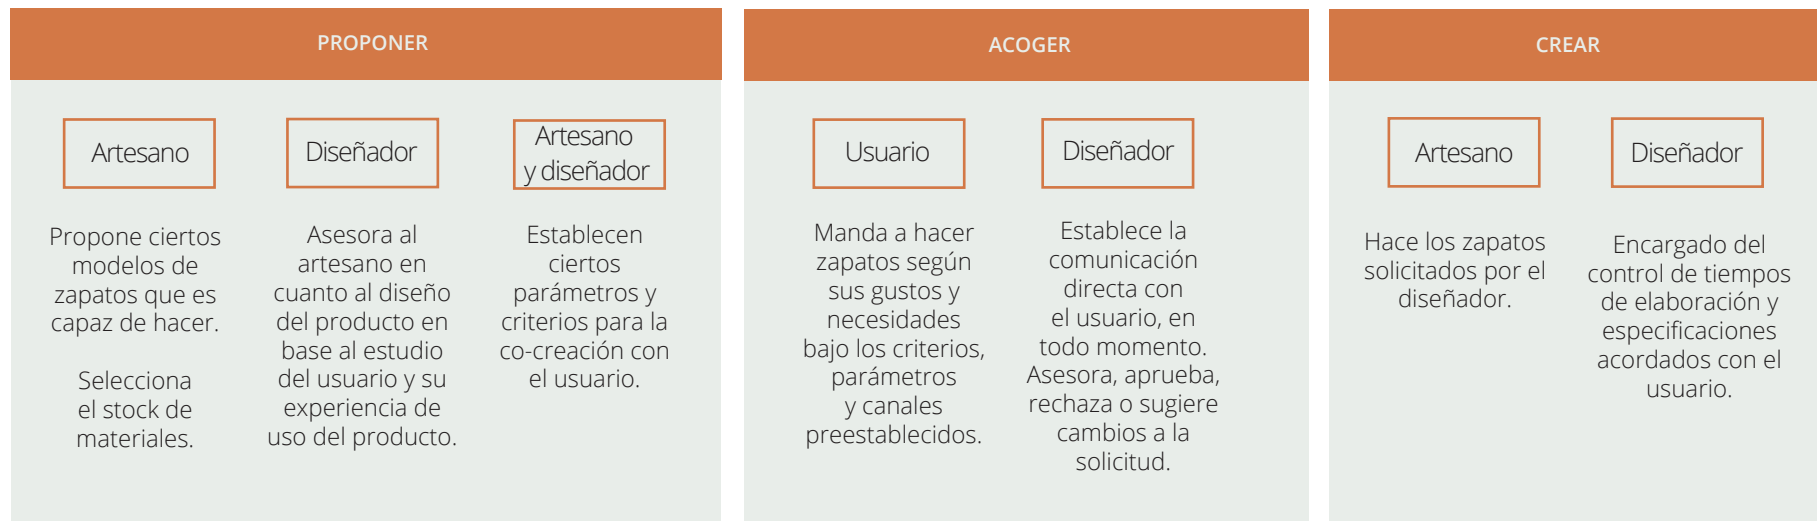 PROPONER
Artesano
Propone ciertos
modelos de
zapatos que es
capaz de hacer.
Selecciona
el stock de
materiales.
Diseñador
Asesora al
artesano en
cuanto al diseño
del producto en
base al estudio
del usuario y su
experiencia de
uso del producto.
Artesano
y diseñador
Establecen
ciertos
parámetros y
criterios para la
co-creación con
el usuario.
ACOGER
Usuario
Manda a hacer
zapatos según
sus gustos y
necesidades
bajo los criterios,
parámetros
y canales
preestablecidos.
Diseñador
Establece la
comunicación
directa con
el usuario, en
todo momento.
Asesora, aprueba,
rechaza o sugiere
cambios a la
solicitud.
CREAR
Artesano
Hace los zapatos
solicitados por el
diseñador.
Diseñador
Encargado del
control de tiempos
de elaboración y
especificaciones
acordados con el
usuario.